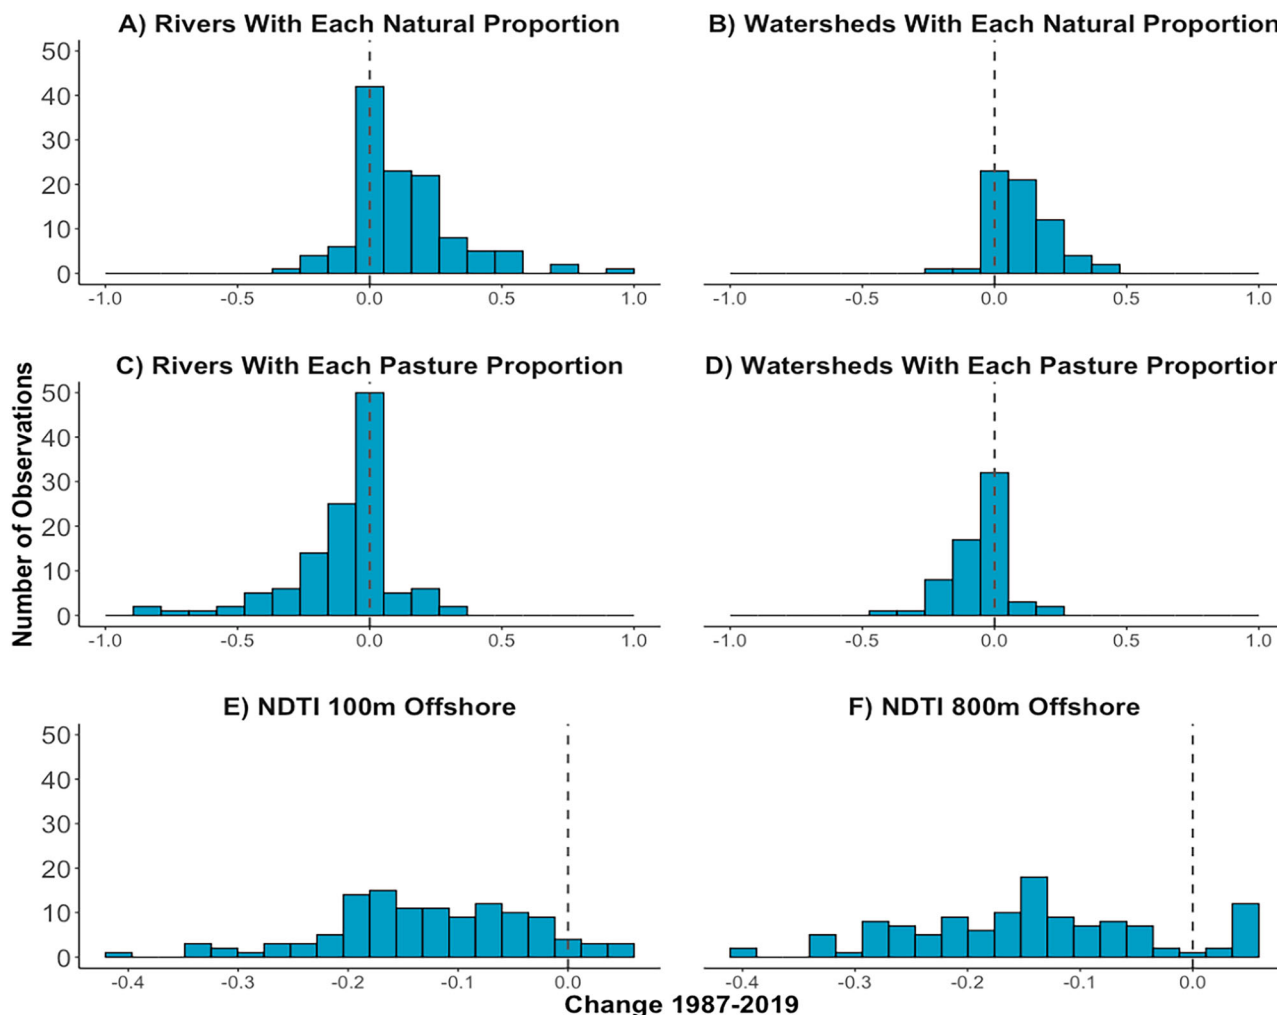 A) Rivers With Each Natural Proportion
B) Watersheds With Each Natural Proportion
50
40
30
20
10
0
-1.0 -0.5 0.0 0.5 1.0
-1.0 -0.5 0.0 0.5 1.0
C) Rivers With Each Pasture Proportion
D) Watersheds With Each Pasture Proportion
Number of Observations
50
40
30
20
10
0
-1.0 -0.5 0.0 0.5 1.0
-1.0 -0.5 0.0 0.5 1.0
E) NDTI 100m Offshore
F) NDTI 800m Offshore
50
40
30
20
10
0
-0.4 -0.3 -0.2 -0.1 0.0
-0.4 -0.3 -0.2 -0.1 0.0
Change 1987-2019